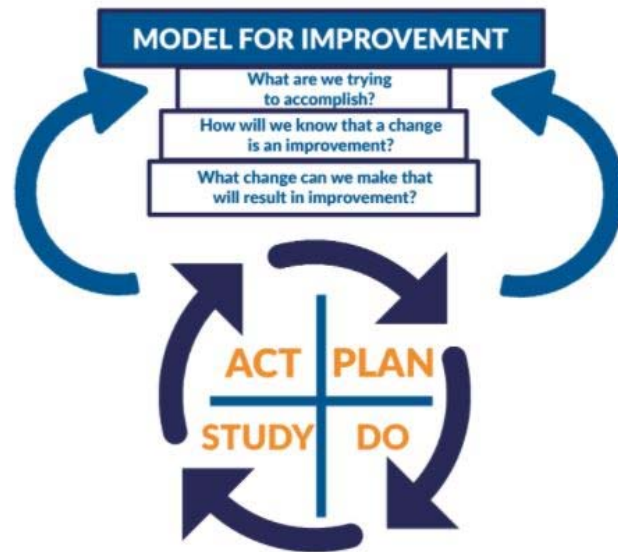 MODEL FOR IMPROVEMENT
What are we trying
to accomplish?
How will we know that a change
is an improvement?
What change can we make that
will result in improvement?
ACT PLAN
STUDY DO